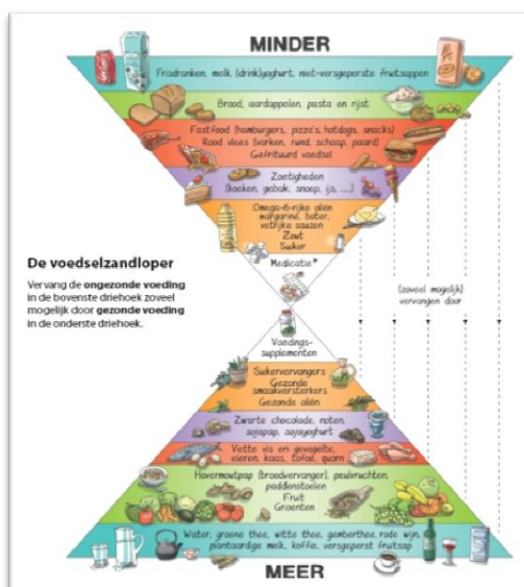 MINDER
Frisdranken, melk, (drink)yoghurt, niet-versgeperste fruitsappen
Brood, aardappelen, pasta en rijst
Fastfood (hamburgers, pizza's, hotdogs, snacks)
Rood vlees (varken, rund, schaap, paard)
Gefrituurd voedsel
Zoetigheden
(koeken, gebak, snoep, ijs, ...)
Omega-6-rijke oliën
margarine, boter,
vetrijke sauzen
Zout
Suiker
Medicatie*
De voedselzandloper
Vervang de ongezonde voeding
in de bovenste driehoek zoveel
mogelijk door gezonde voeding
in de onderste driehoek.
(zoveel mogelijk)
vervangen door
Voedings-
supplementen
Suikervervangers
Gezonde
smaakversterkers
Gezonde oliën
Zwarte chocolade, noten,
sojapap, sojayoghurt
Vette vis en gevogelte,
eieren, kaas, tofoe, quorn
Havermoutpap (broodvervanger), peulvruchten,
paddenstoelen
Fruit
Groenten
Water, groene thee, witte thee, gemberthee, rode wijn,
plantaardige melk, koffie, versgeperst fruitsap
MEER